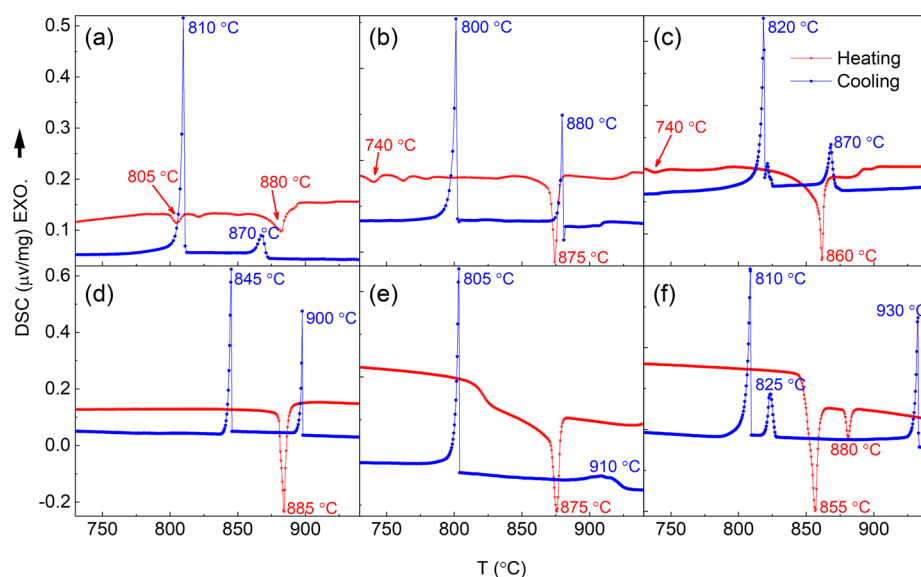 (a)
810 °C
805 °C
880 °C
870 °C
(b)
800 °C
740 °C
880 °C
875 °C
(c)
820 °C
Heating
Cooling
740 °C
870 °C
860 °C
0.5
0.4
0.3
0.2
0.1
DSC (μv/mg) EXO.
(d)
845 °C
900 °C
885 °C
(e)
805 °C
910 °C
875 °C
(f)
810 °C
930 °C
825 °C
880 °C
855 °C
0.6
0.4
0.2
0.0
-0.2
750 800 850 900
750 800 850 900
750 800 850 900
T (°C)